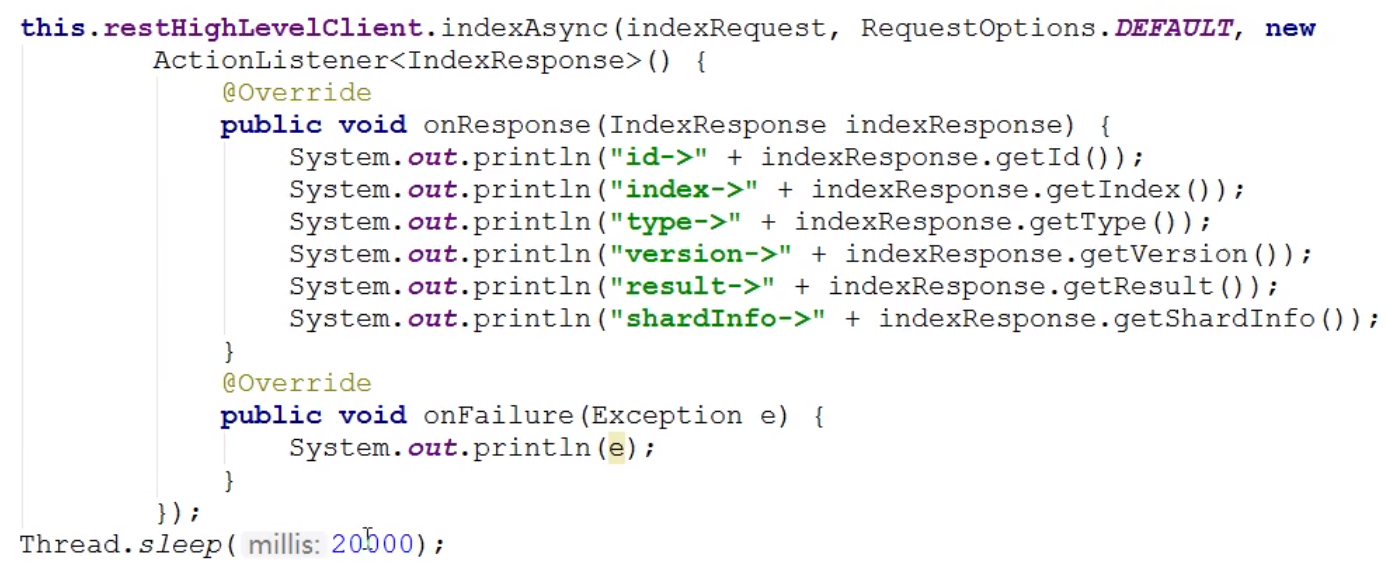 this.restHighLevelClient.indexAsync(indexRequest, RequestOptions.DEFAULT, new
ActionListener<IndexResponse>() {
@Override
public void onResponse(IndexResponse indexResponse) {
System.out.println("id->" + indexResponse.getId());
System.out.println("index->" + indexResponse.getIndex());
System.out.println("type->" + indexResponse.getType());
System.out.println("version->" + indexResponse.getVersion());
System.out.println("result->" + indexResponse.getResult());
System.out.println("shardInfo->" + indexResponse.getShardInfo());
}
@Override
public void onFailure(Exception e) {
System.out.println(e);
}
});
Thread.sleep( millis: 20000);